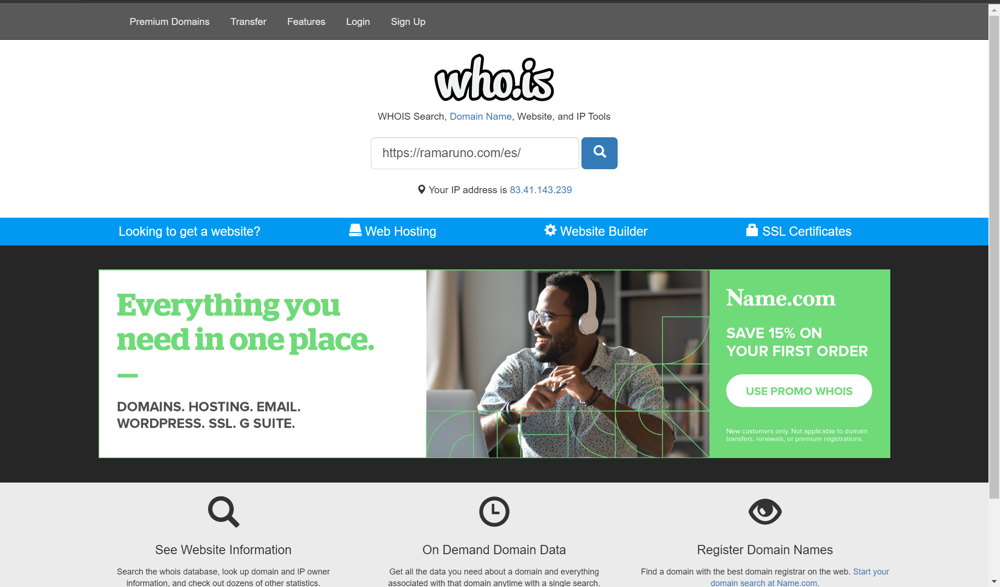 Premium Domains Transfer Features Login Sign Up
who.is
WHOIS Search, Domain Name, Website, and IP Tools
https://ramaruno.com/es/
Your IP address is 83.41.143.239
Looking to get a website? Web Hosting Website Builder SSL Certificates
Everything you
need in one place.
DOMAINS. HOSTING. EMAIL.
WORDPRESS. SSL. G SUITE.
Name.com
SAVE 15% ON
YOUR FIRST ORDER
USE PROMO WHOIS
New customers only. Not applicable to domain
transfers, renewals, or premium registrations.
See Website Information
Search the whois database, look up domain and IP owner
information, and check out dozens of other statistics.
On Demand Domain Data
Get all the data you need about a domain and everything
associated with that domain anytime with a single search.
Register Domain Names
Find a domain with the best domain registrar on the web. Start your
domain search at Name.com.